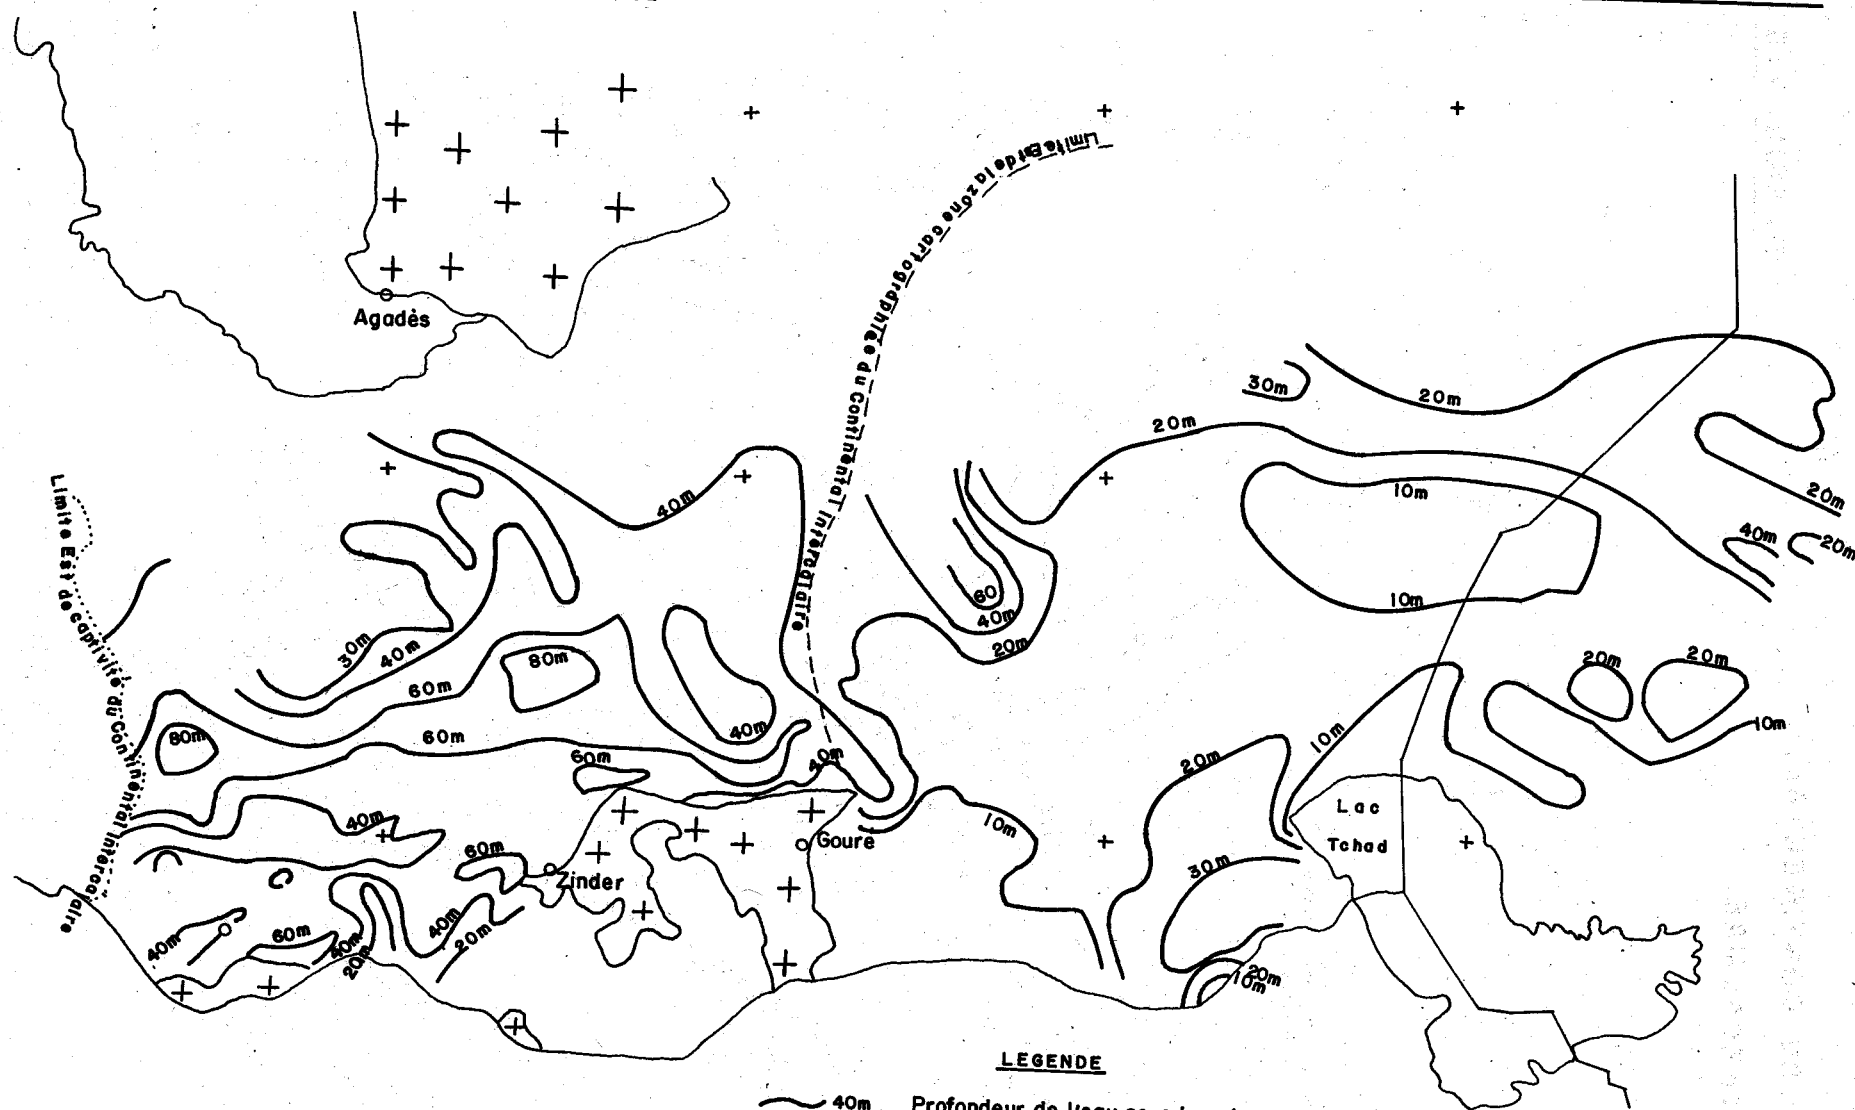 Limite Est de la zone cartographiée du Continental Intercalaire
Agadès
30m
20m
20m
40m
10m
20m
40m
20m
Limite Est de captivité du Continental Intercalaire
60
40m
10m
20m
30m
40m
80m
20m
20m
60m
40m
10m
80m
60m
10m
20m
60m
40m
Lac
Tchad
40m
10m
Gouré
60m
30m
Zinder
40m
60m
40m
40m
20m
20m
20m
10m
LEGENDE
40m Profondeur de l'eau